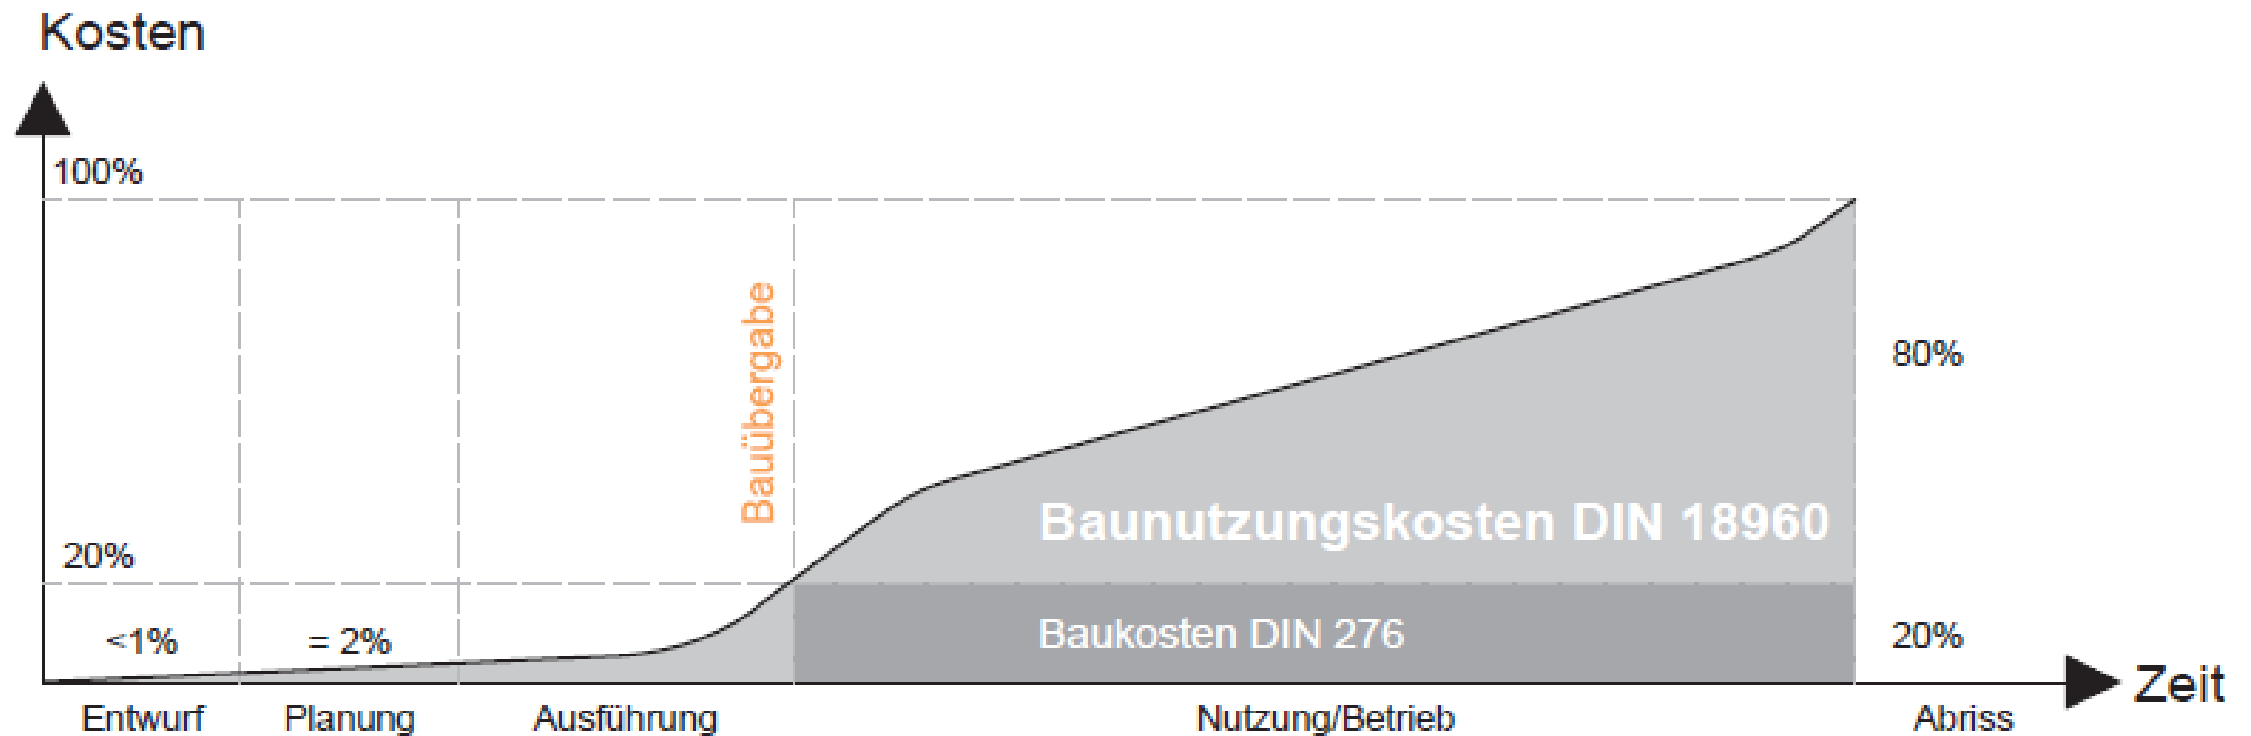 Kosten
100%
Bauübergabe
80%
Baunutzungskosten DIN 18960
20%
<1%
= 2%
Baukosten DIN 276
20%
Zeit
Entwurf
Planung
Ausführung
Nutzung/Betrieb
Abriss